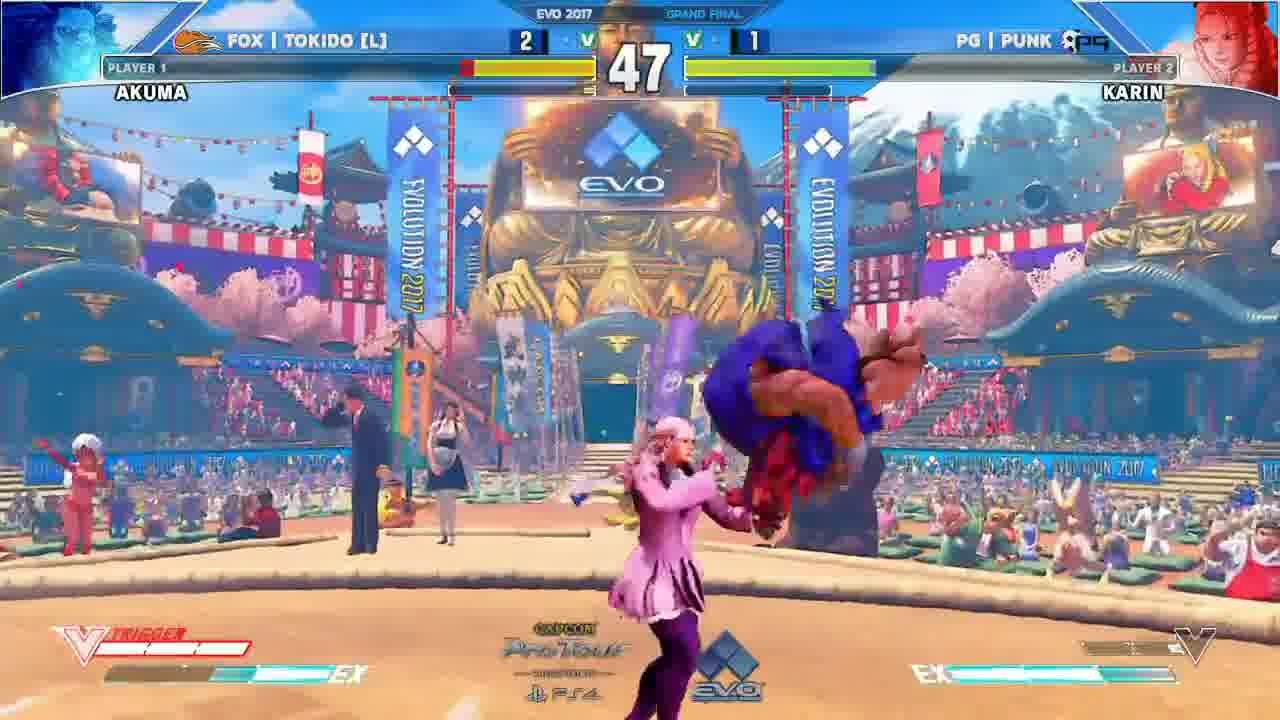 EVO 2017 GRAND FINAL
FOX | TOKIDO [L] 2 V 47 V 1 PG | PUNK
PLAYER 1 PLAYER 2
AKUMA KARIN
EVO
EVOLUTION 2017
EVOLUTION 201
V TRIGGER
EX
EX
V
CAPCOM
PRO TOUR
PS4
EVO